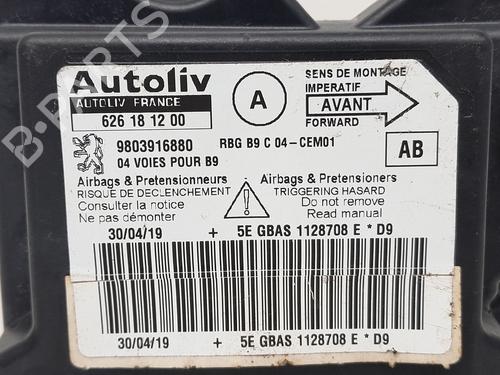 B-PARTS
Autoliv
AUTOLIV FRANCE
626 18 12 00
A
SENS DE MONTAGE
IMPERATIF
AVANT
FORWARD
9803916880 RBG B9 C 04-CEM01
04 VOIES POUR B9
AB
Airbags & Pretensionneurs
RISQUE DE DECLENCHEMENT
Consulter la notice
Ne pas démonter
!
Airbags & Pretensioners
TRIGGERING HASARD
Do not remove
Read manual
30/04/19 + 5E GBAS 1128708 E * D9
30/04/19 + 5E GBAS 1128708 E * D9